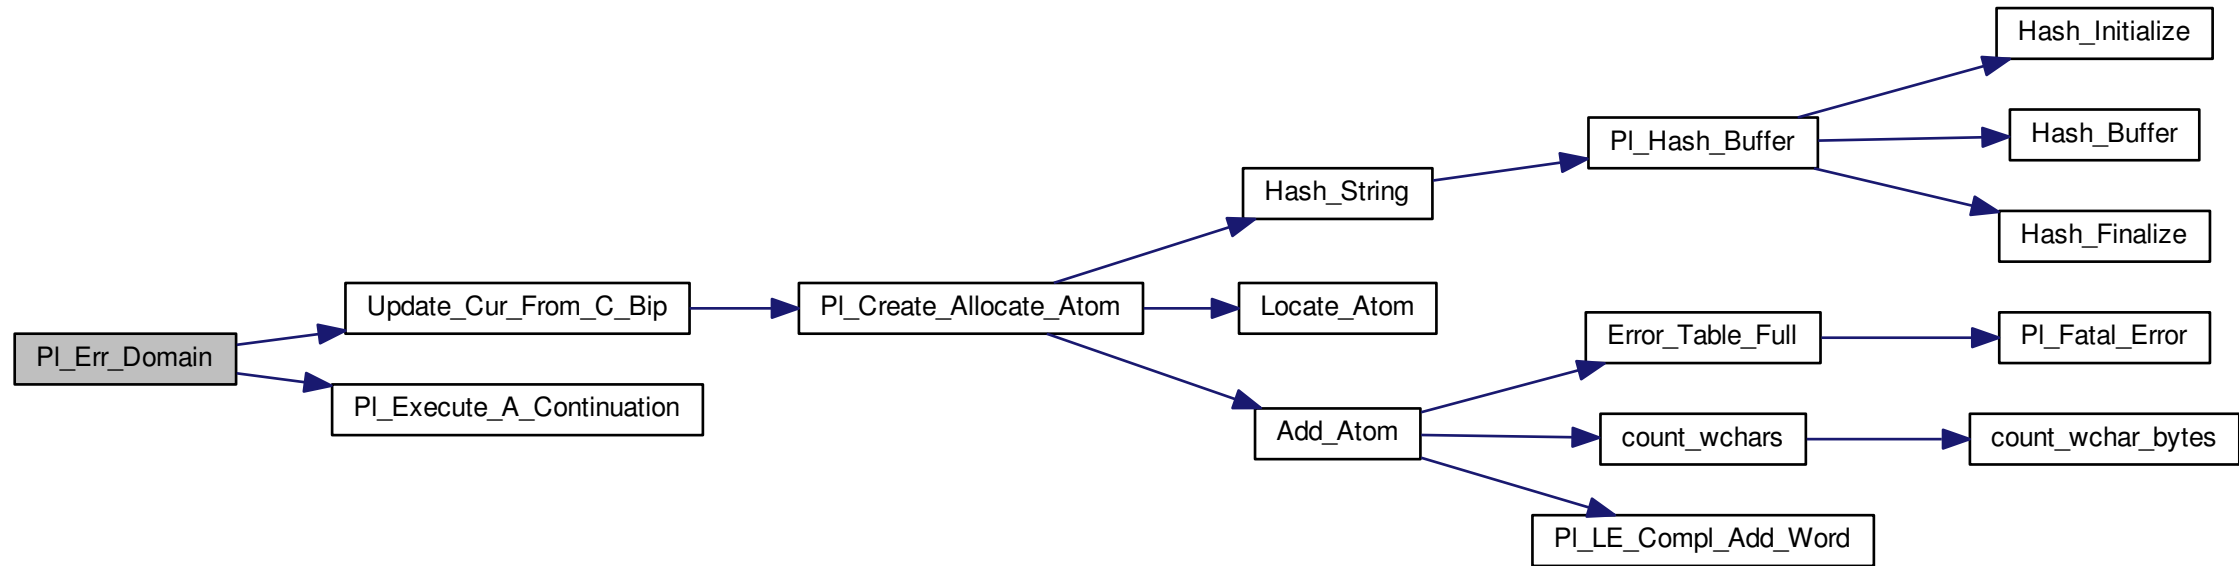 Hash_Initialize
Hash_Buffer
Pl_Hash_Buffer
Hash_String
Hash_Finalize
Update_Cur_From_C_Bip
Pl_Create_Allocate_Atom
Locate_Atom
Error_Table_Full
Pl_Fatal_Error
Pl_Err_Domain
Pl_Execute_A_Continuation
Add_Atom
count_wchars
count_wchar_bytes
Pl_LE_Compl_Add_Word